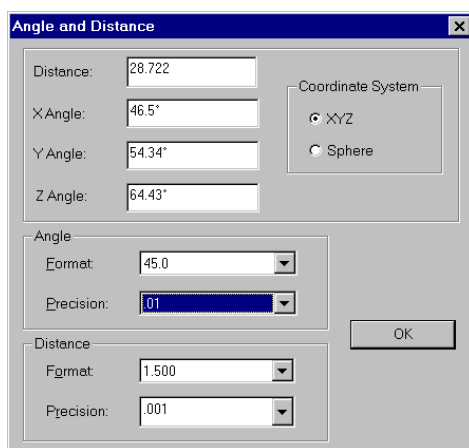 Angle and Distance
Distance: 28.722
X Angle: 46.5°
Y Angle: 54.34°
Z Angle: 64.43°
Coordinate System
XYZ
Sphere
Angle
Format: 45.0
Precision: .01
OK
Distance
Format: 1.500
Precision: .001